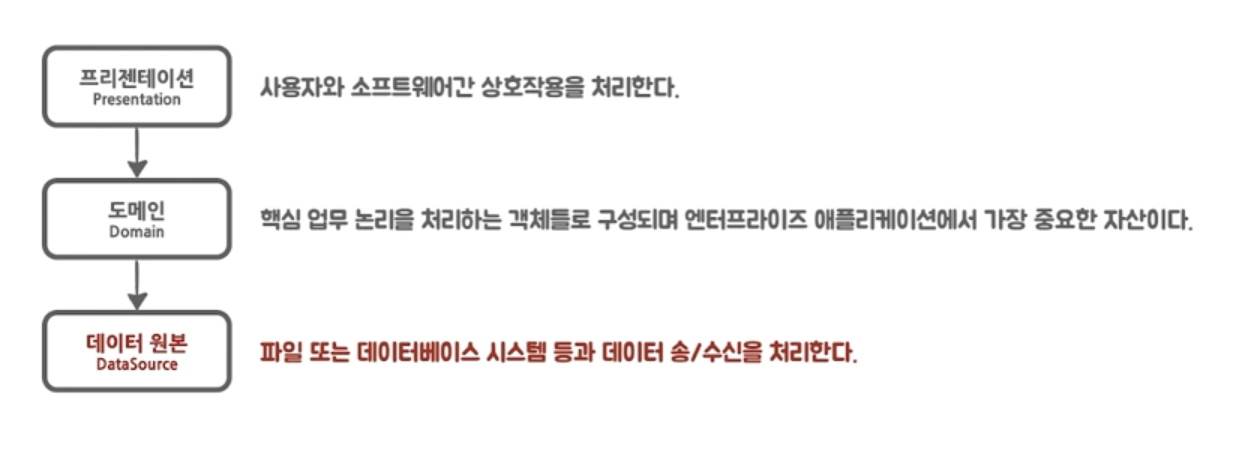 프리젠테이션
Presentation
사용자와 소프트웨어간 상호작용을 처리한다.
도메인
Domain
핵심 업무 논리을 처리하는 객체들로 구성되며 엔터프라이즈 애플리케이션에서 가장 중요한 자산이다.
데이터 원본
DataSource
파일 또는 데이터베이스 시스템 등과 데이터 송/수신을 처리한다.